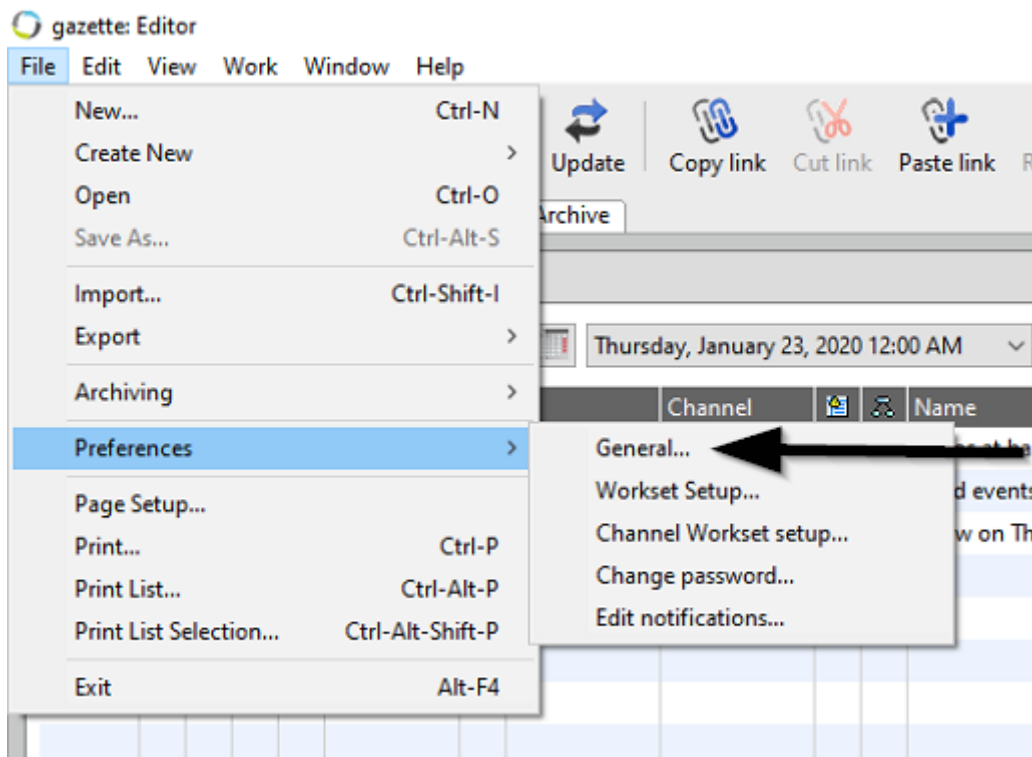 gazette: Editor
File Edit View Work Window Help
New... Ctrl-N
Create New
Open Ctrl-O
Save As... Ctrl-Alt-S
Import... Ctrl-Shift-I
Export
Archiving
Preferences
Page Setup...
Print... Ctrl-P
Print List... Ctrl-Alt-P
Print List Selection... Ctrl-Alt-Shift-P
Exit Alt-F4
Update Copy link Cut link Paste link
Archive
Thursday, January 23, 2020 12:00 AM
Channel Name
General...
Workset Setup... events
Channel Workset setup... on
Change password...
Edit notifications...